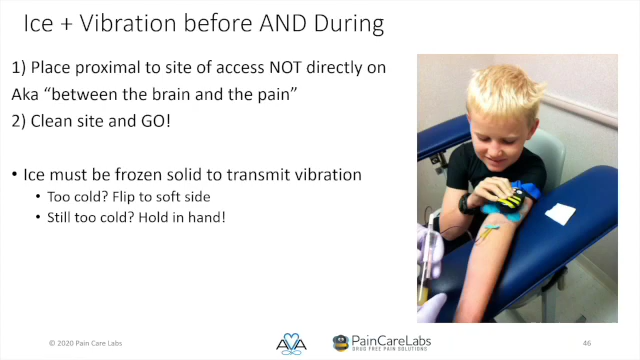 Ice + Vibration before AND During
1) Place proximal to site of access NOT directly on
Aka “between the brain and the pain”
2) Clean site and GO!
• Ice must be frozen solid to transmit vibration
• Too cold? Flip to soft side
• Still too cold? Hold in hand!
© 2020 Pain Care Labs
AVA
PainCareLabs
DRUG FREE PAIN SOLUTIONS
46